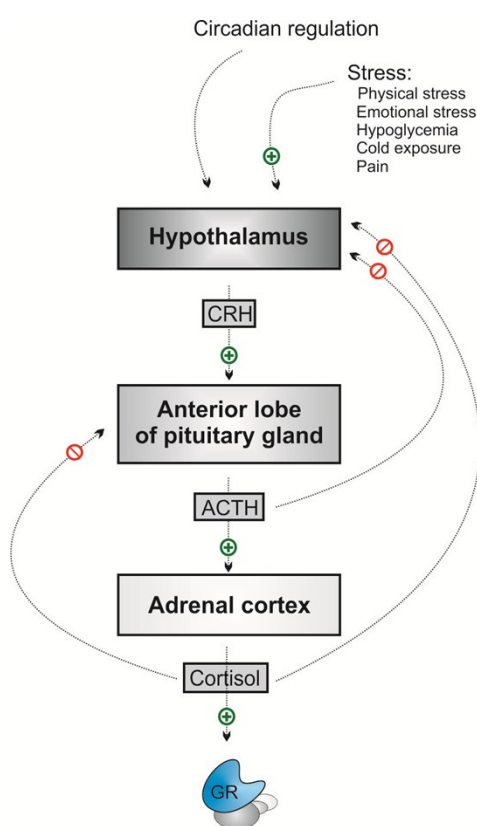 Circadian regulation
Stress:
Physical stress
Emotional stress
Hypoglycemia
Cold exposure
Pain
Hypothalamus
CRH
Anterior lobe
of pituitary gland
ACTH
Adrenal cortex
Cortisol
GR